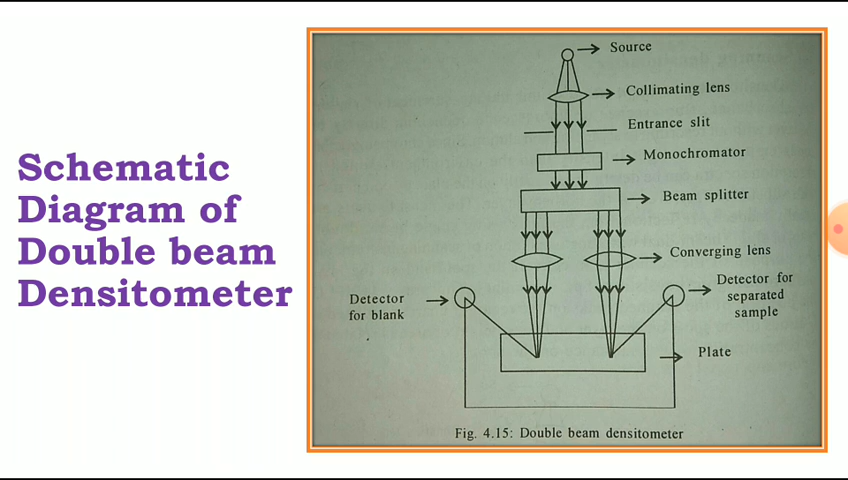 Schematic
Diagram of
Double beam
Densitometer
Source
Collimating lens
Entrance slit
Monochromator
Beam splitter
Converging lens
Detector
for blank
Detector for
separated
sample
Plate
Fig. 4.15: Double beam densitometer